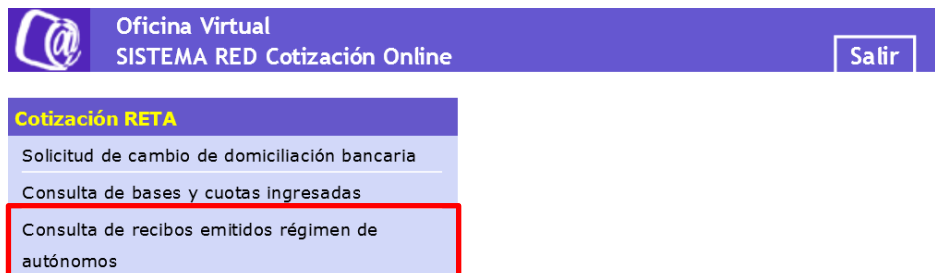 Oficina Virtual
SISTEMA RED Cotización Online
Salir
Cotización RETA
Solicitud de cambio de domiciliación bancaria
Consulta de bases y cuotas ingresadas
Consulta de recibos emitidos régimen de
autónomos